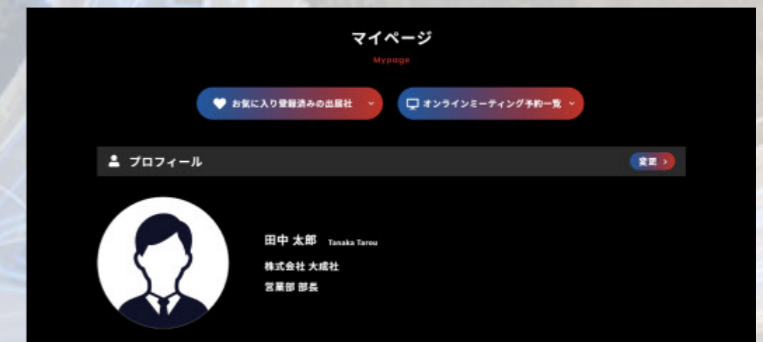 マイページ
Mypage
お気に入り登録済みの出展社
オンラインミーティング予約一覧
プロフィール
変更
田中 太郎 Tanaka Tarou
株式会社 大成社
営業部 部長